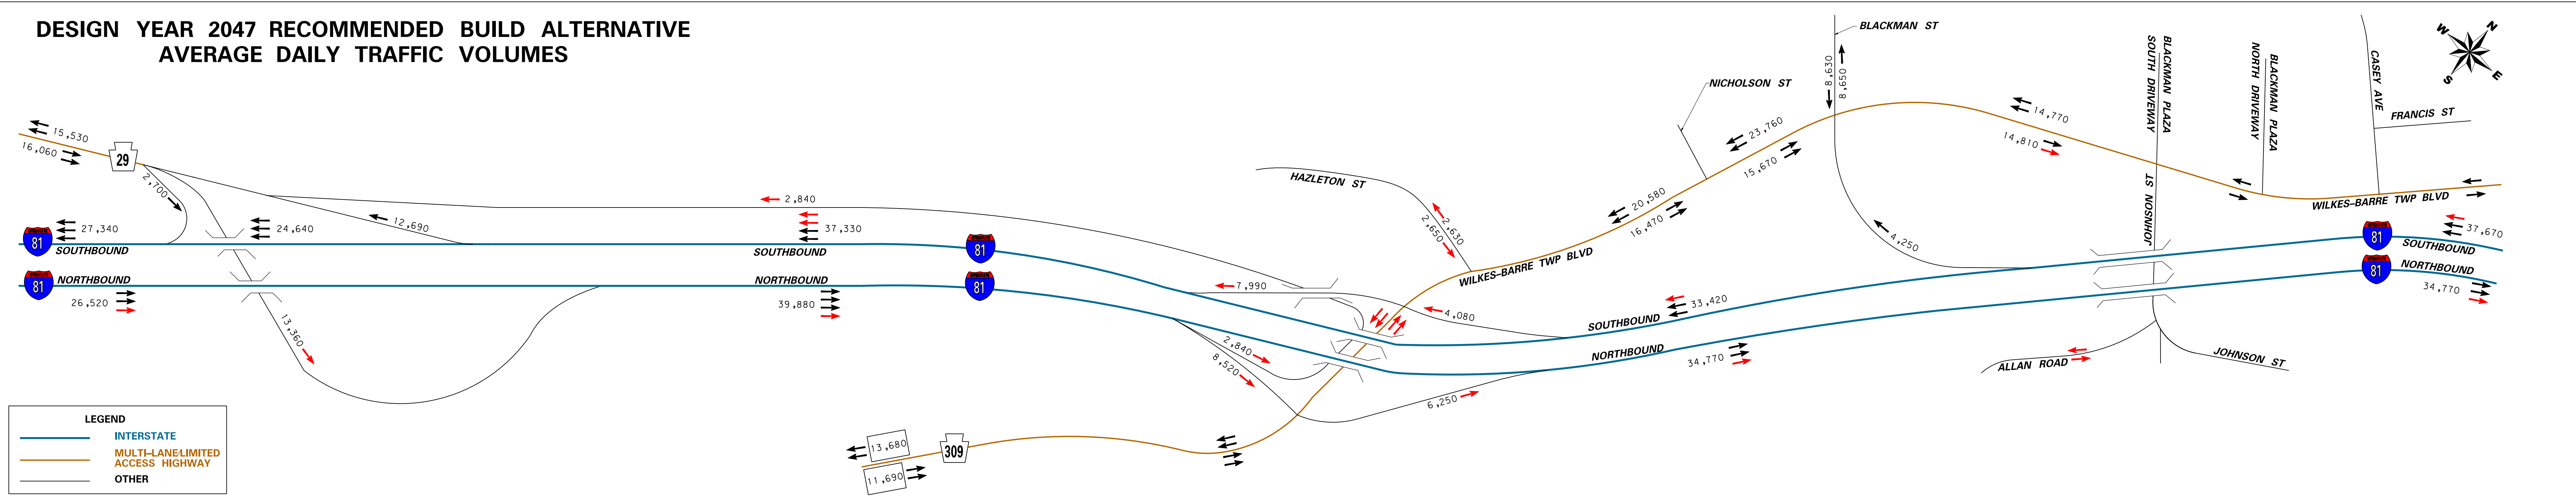 DESIGN YEAR 2047 RECOMMENDED BUILD ALTERNATIVE
AVERAGE DAILY TRAFFIC VOLUMES
15,530
16,060
29
2,700
27,340
81
SOUTHBOUND
24,640
12,690
NORTHBOUND
81
26,520
13,360
2,840
37,330
SOUTHBOUND
81
NORTHBOUND
81
39,880
7,990
2,840
8,520
6,250
4,080
HAZLETON ST
2,630
2,650
WILKES-BARRE TWP BLVD
20,580
16,470
NICHOLSON ST
23,760
15,670
BLACKMAN ST
8,630
8,650
4,250
SOUTHBOUND
33,420
NORTHBOUND
34,770
14,770
14,810
BLACKMAN PLAZA
SOUTH DRIVEWAY
JOHNSON ST
BLACKMAN PLAZA
NORTH DRIVEWAY
CASEY AVE
FRANCIS ST
W
N
S
E
WILKES-BARRE TWP BLVD
81
SOUTHBOUND
37,670
81
NORTHBOUND
34,770
ALLAN ROAD
JOHNSON ST
13,680
11,690
309
LEGEND
INTERSTATE
MULTI-LANE/LIMITED
ACCESS HIGHWAY
OTHER